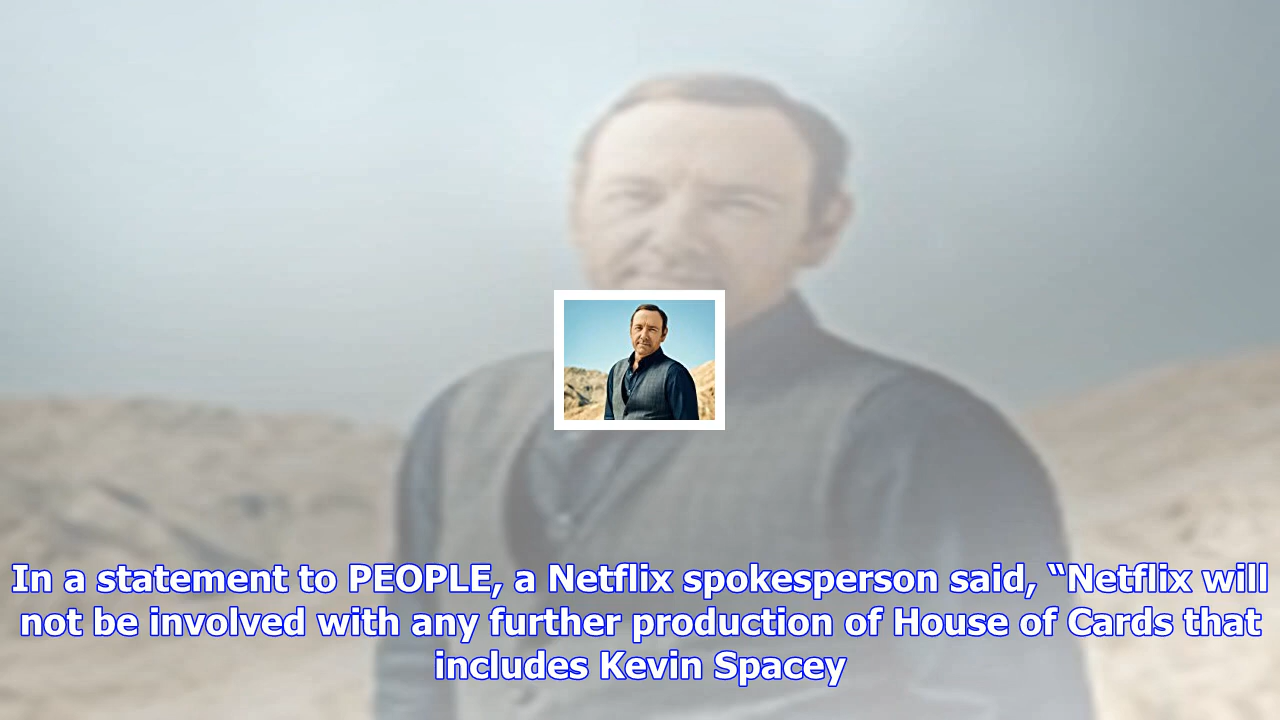 In a statement to PEOPLE, a Netflix spokesperson said, “Netflix will
not be involved with any further production of House of Cards that
includes Kevin Spacey